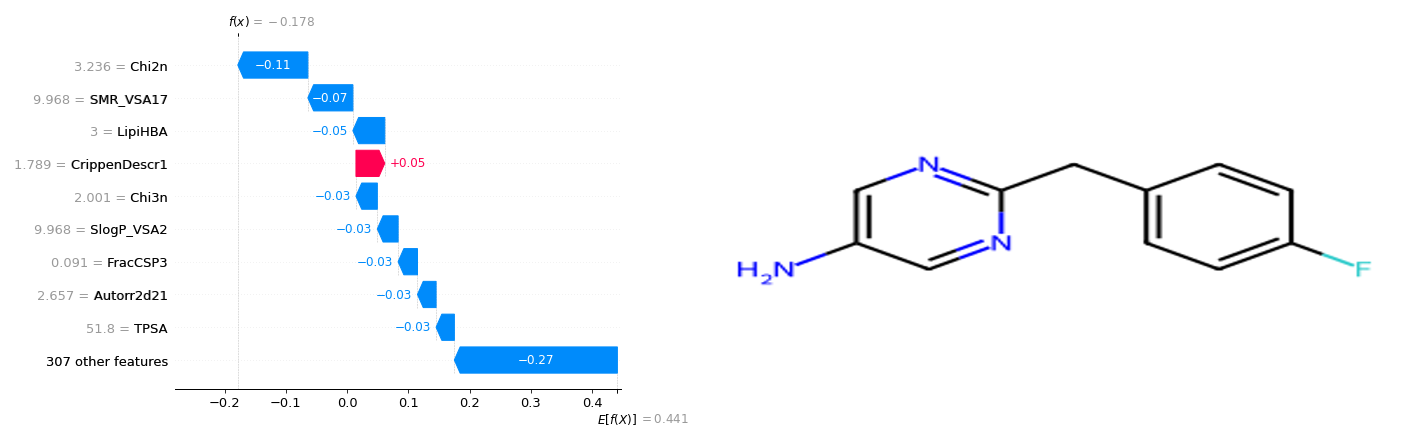 f(x) = −0.178
3.236 = Chi2n
−0.11
9.968 = SMR_VSA17
−0.07
3 = LipiHBA
−0.05
1.789 = CrippenDescr1
+0.05
2.001 = Chi3n
−0.03
9.968 = SlogP_VSA2
−0.03
0.091 = FracCSP3
−0.03
2.657 = Autorr2d21
−0.03
51.8 = TPSA
−0.03
307 other features
−0.27
−0.2 −0.1 0.0 0.1 0.2 0.3 0.4
E[f(X)] = 0.441
N
N
H₂N
F